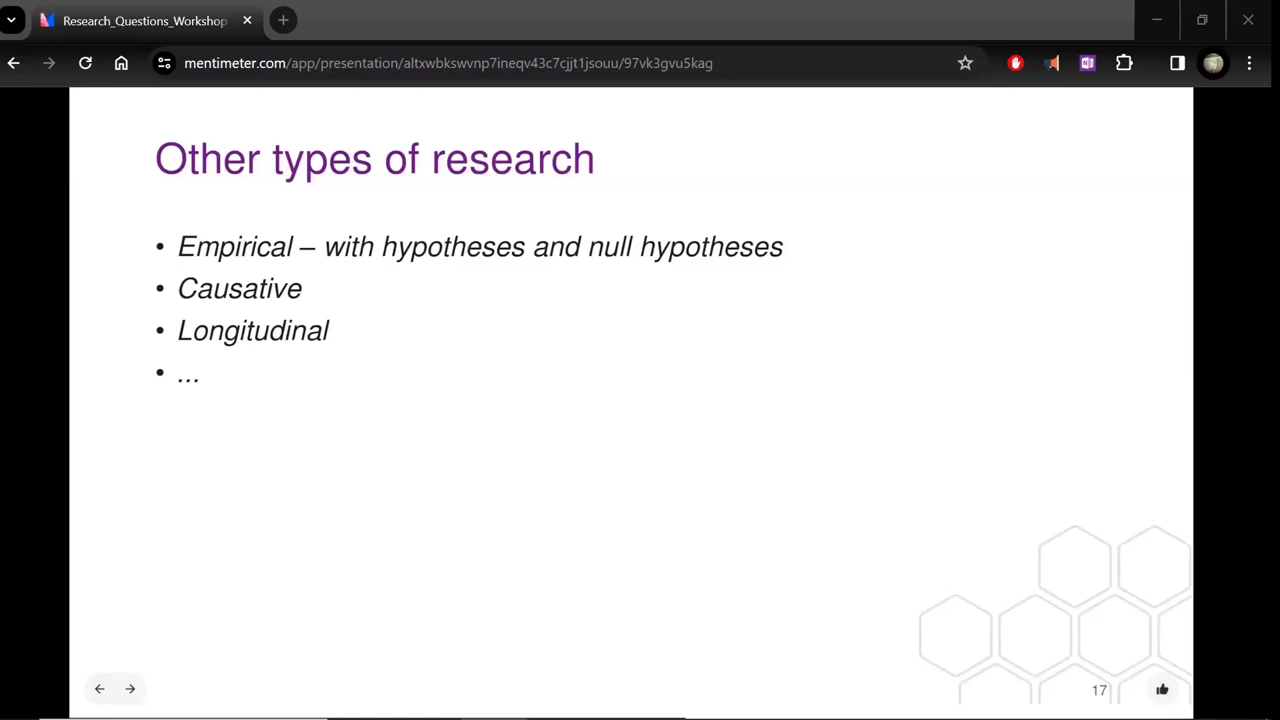 Research_Questions_Workshop
mentimeter.com/app/presentation/altxwbkswvnp7ineqv43c7cjjt1jsouu/97vk3gvu5kag
Other types of research
• Empirical – with hypotheses and null hypotheses
• Causative
• Longitudinal
• ...
17